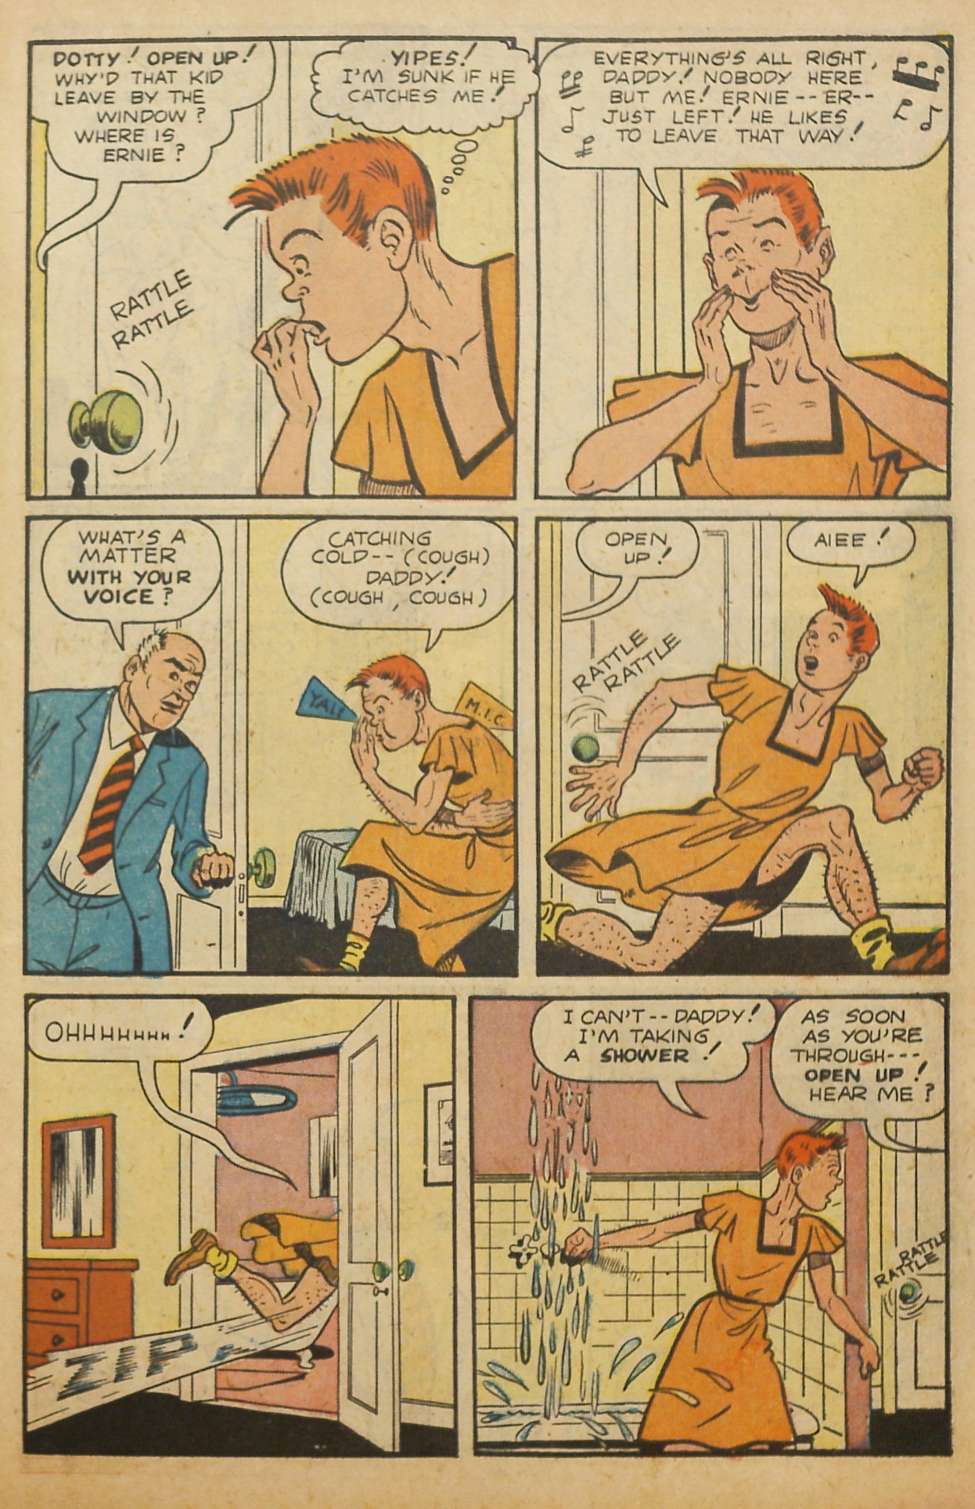 DOTTY! OPEN UP!
WHY'D THAT KID
LEAVE BY THE
WINDOW?
WHERE IS
ERNIE?
YIPES!
I'M SUNK IF HE
CATCHES ME!
RATTLE
RATTLE
EVERYTHING'S ALL RIGHT,
DADDY! NOBODY HERE
BUT ME! ERNIE--ER--
JUST LEFT! HE LIKES
TO LEAVE THAT WAY!
WHAT'S A
MATTER
WITH YOUR
VOICE?
CATCHING
COLD-- (COUGH)
DADDY!
(COUGH, COUGH)
YALE
M.I.C.
OPEN
UP!
AIEE!
RATTLE
RATTLE
OHHHHHHH!
ZIP
I CAN'T-- DADDY!
I'M TAKING
A SHOWER!
AS SOON
AS YOU'RE
THROUGH---
OPEN UP!
HEAR ME?
RATTLE
RATTLE